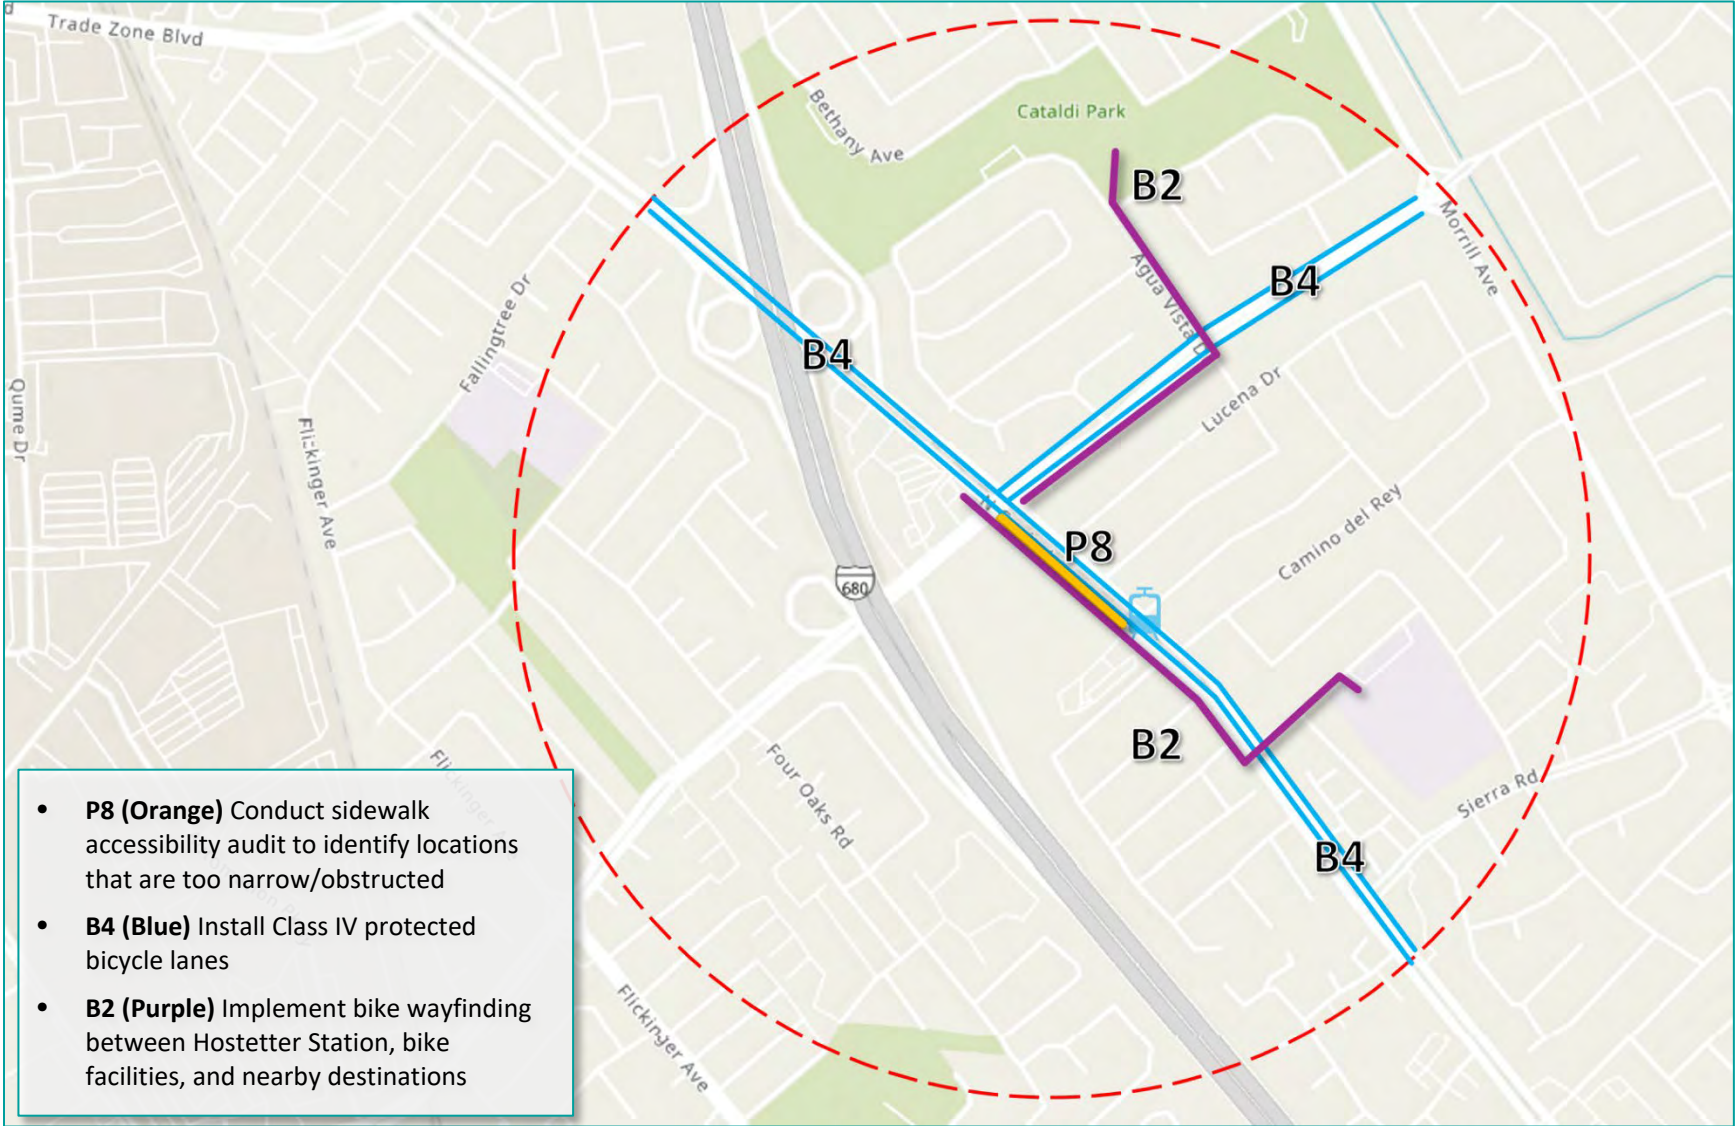 d
Trade Zone Blvd
Bethany Ave
Cataldi Park
B2
Morrill Ave
Agua Vista D
B4
Fallingtree Dr
B4
Lucena Dr
Qume Dr
Flickinger Ave
Camino del Rey
P8
680
B2
Sierra Rd
Four Oaks Rd
B4
Flickinger Ave
• P8 (Orange) Conduct sidewalk
accessibility audit to identify locations
that are too narrow/obstructed
• B4 (Blue) Install Class IV protected
bicycle lanes
• B2 (Purple) Implement bike wayfinding
between Hostetter Station, bike
facilities, and nearby destinations
Flickinger Ave